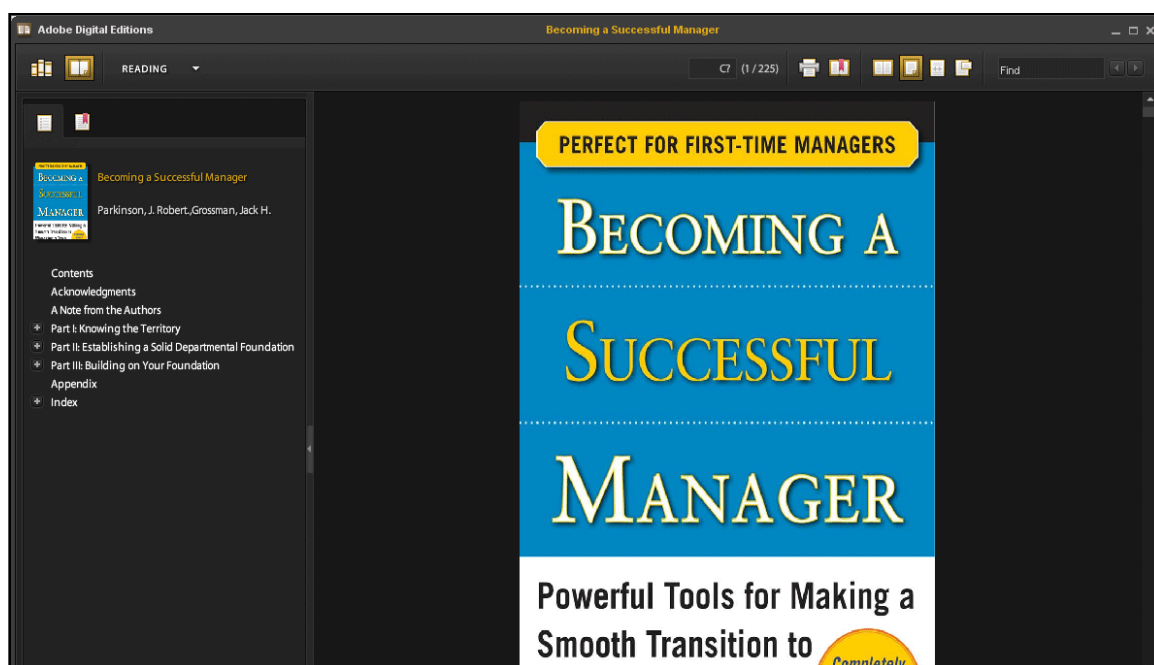 Adobe Digital Editions
Becoming a Successful Manager
READING
C? (1 / 225)
Find
Becoming a Successful Manager
Parkinson, J. Robert.,Grossman, Jack H.
Contents
Acknowledgments
A Note from the Authors
Part I: Knowing the Territory
Part II: Establishing a Solid Departmental Foundation
Part III: Building on Your Foundation
Appendix
Index
PERFECT FOR FIRST-TIME MANAGERS
BECOMING A
SUCCESSFUL
MANAGER
Powerful Tools for Making a
Smooth Transition to
Completely